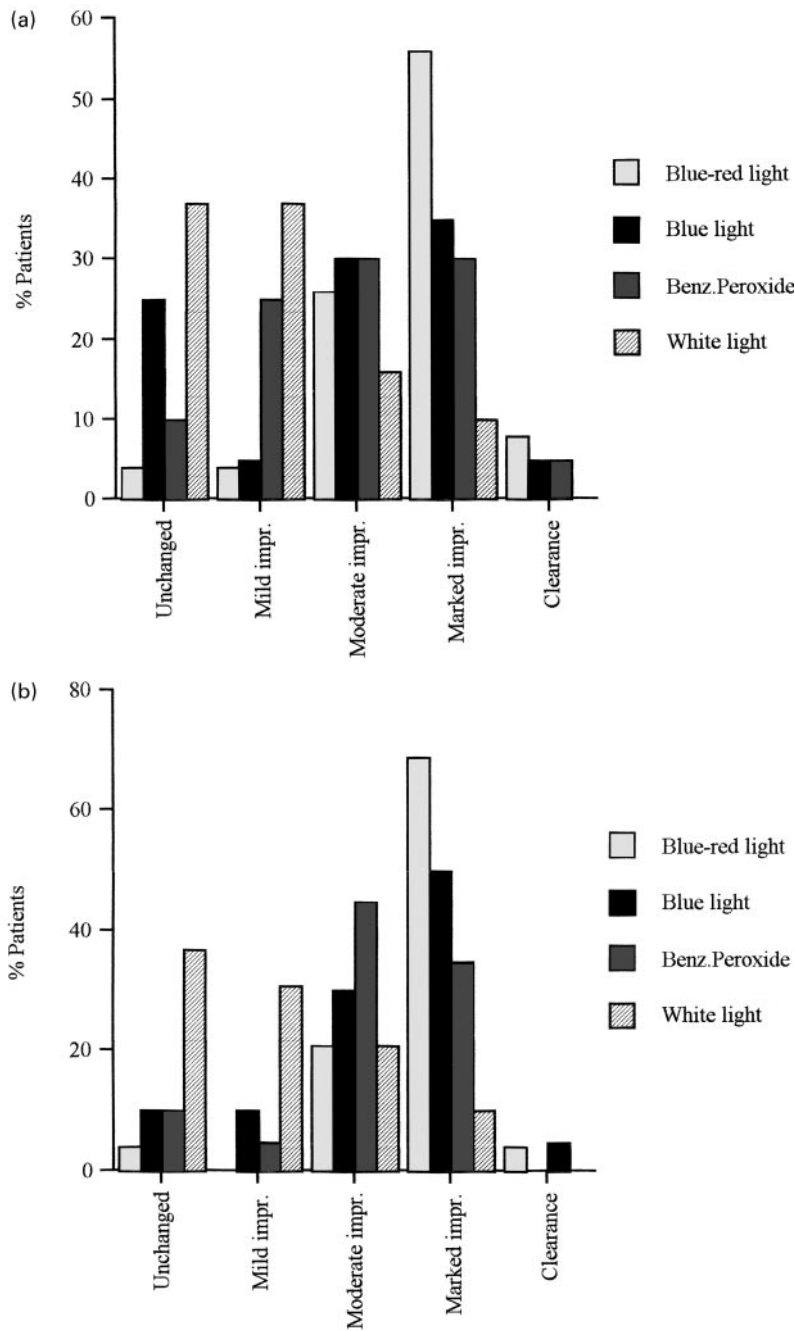 (a)
60
50
40
30
20
10
0
% Patients
Blue-red light
Blue light
Benz.Peroxide
White light
Unchanged
Mild impr.
Moderate impr.
Marked impr.
Clearance
(b)
80
60
40
20
0
% Patients
Blue-red light
Blue light
Benz.Peroxide
White light
Unchanged
Mild impr.
Moderate impr.
Marked impr.
Clearance